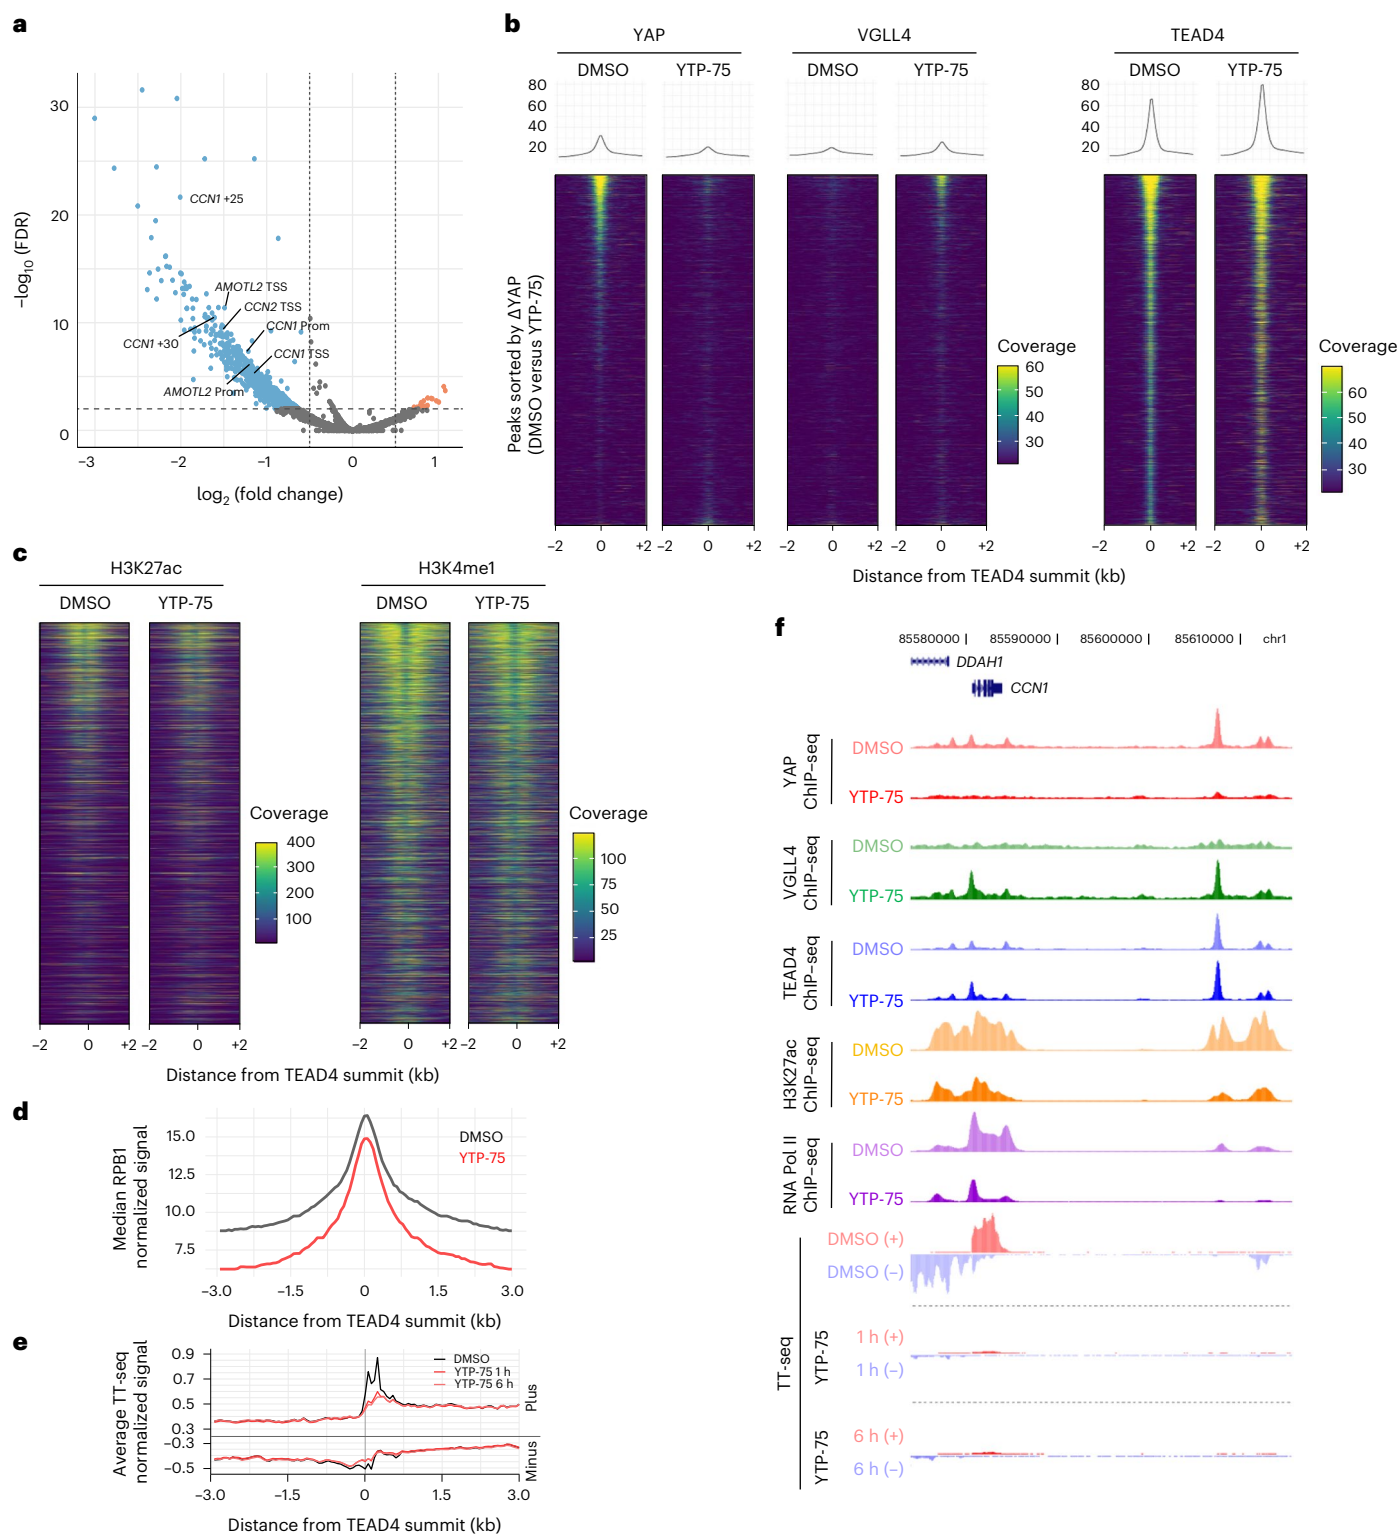 a
30
20
10
0
−log10 (FDR)
CCN1 +25
AMOTL2 TSS
CCN2 TSS
CCN1 Prom
CCN1 +30
CCN1 TSS
AMOTL2 Prom
−3 −2 −1 0 1
log2 (fold change)
b
YAP VGLL4 TEAD4
DMSO YTP-75 DMSO YTP-75 DMSO YTP-75
80
60
40
20
80
60
40
20
Peaks sorted by ΔYAP
(DMSO versus YTP-75)
Coverage
60
50
40
30
Coverage
60
50
40
30
−2 0 +2 −2 0 +2 −2 0 +2 −2 0 +2 −2 0 +2 −2 0 +2
Distance from TEAD4 summit (kb)
c
H3K27ac H3K4me1
DMSO YTP-75 DMSO YTP-75
Coverage
400
300
200
100
Coverage
100
75
50
25
−2 0 +2 −2 0 +2 −2 0 +2 −2 0 +2
Distance from TEAD4 summit (kb)
d
Median RPB1
normalized signal
15.0
12.5
10.0
7.5
DMSO
YTP-75
−3.0 −1.5 0 1.5 3.0
Distance from TEAD4 summit (kb)
e
Average TT-seq
normalized signal
0.9
0.7
0.5
0.3
−0.3
−0.5
DMSO
YTP-75 1 h
YTP-75 6 h
Plus
Minus
−3.0 −1.5 0 1.5 3.0
Distance from TEAD4 summit (kb)
f
85580000 85590000 85600000 85610000 chr1
DDAH1
CCN1
YAP
ChIP–seq
DMSO
YTP-75
VGLL4
ChIP–seq
DMSO
YTP-75
TEAD4
ChIP–seq
DMSO
YTP-75
H3K27ac
ChIP–seq
DMSO
YTP-75
RNA Pol II
ChIP–seq
DMSO
YTP-75
TT-seq
DMSO (+)
DMSO (−)
YTP-75
1 h (+)
1 h (−)
YTP-75
6 h (+)
6 h (−)